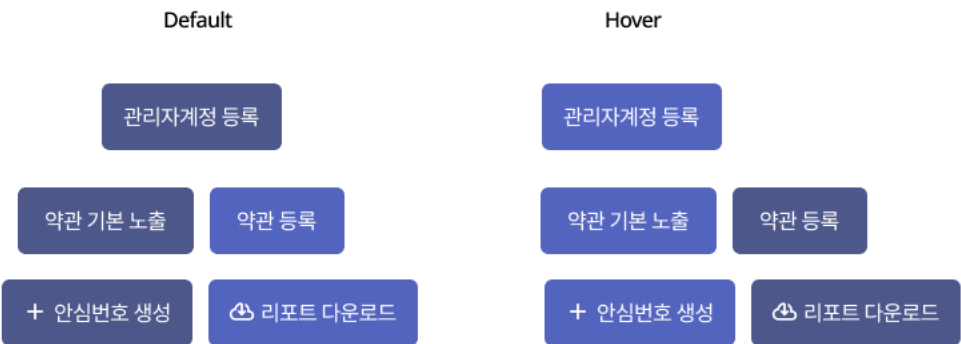 Default Hover
관리자계정 등록 관리자계정 등록
약관 기본 노출 약관 등록 약관 기본 노출 약관 등록
+ 안심번호 생성 리포트 다운로드 + 안심번호 생성 리포트 다운로드